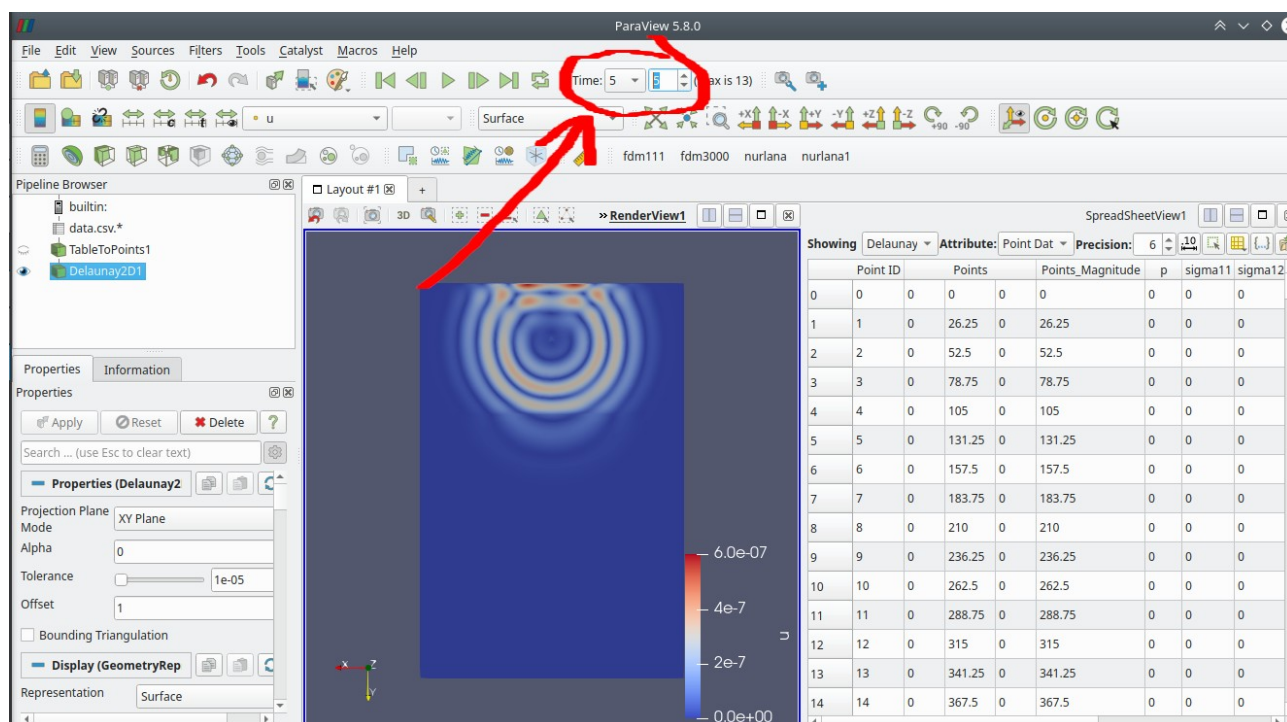 ParaView 5.8.0
File Edit View Sources Filters Tools Catalyst Macros Help
Time: 5 5 ax is 13)
u Surface +X -X +Y -Y +Z -Z +90 -90
fdm111 fdm3000 nurlana nurlana1
Pipeline Browser
builtin:
data.csv.*
TableToPoints1
Delaunay2D1
Properties Information
Properties
Apply Reset Delete ?
Search ... (use Esc to clear text)
Properties (Delaunay2
Projection Plane Mode XY Plane
Alpha 0
Tolerance 1e-05
Offset 1
Bounding Triangulation
Display (GeometryRep
Representation Surface
Layout #1 +
3D »RenderView1
X Z
Y
6.0e-07
4e-7
u
2e-7
0.0e+00
SpreadSheetView1
Showing Delaunay Attribute: Point Dat Precision: 6 .10 {...}
Point ID Points Points_Magnitude p sigma11 sigma12
0 0 0 0 0 0 0 0 0
1 1 0 26.25 0 26.25 0 0 0
2 2 0 52.5 0 52.5 0 0 0
3 3 0 78.75 0 78.75 0 0 0
4 4 0 105 0 105 0 0 0
5 5 0 131.25 0 131.25 0 0 0
6 6 0 157.5 0 157.5 0 0 0
7 7 0 183.75 0 183.75 0 0 0
8 8 0 210 0 210 0 0 0
9 9 0 236.25 0 236.25 0 0 0
10 10 0 262.5 0 262.5 0 0 0
11 11 0 288.75 0 288.75 0 0 0
12 12 0 315 0 315 0 0 0
13 13 0 341.25 0 341.25 0 0 0
14 14 0 367.5 0 367.5 0 0 0